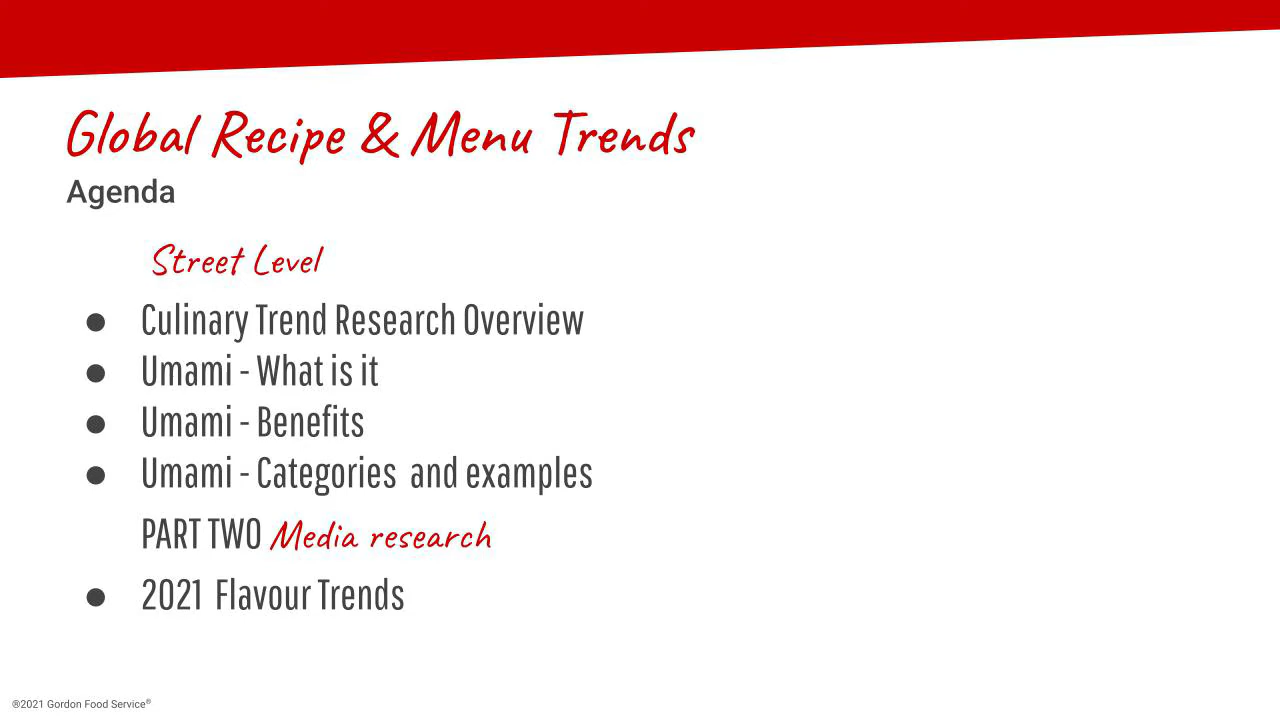 Global Recipe & Menu Trends
Agenda
Street Level
● Culinary Trend Research Overview
● Umami - What is it
● Umami - Benefits
● Umami - Categories  and examples
PART TWO Media research
● 2021  Flavour Trends
®2021 Gordon Food Service®